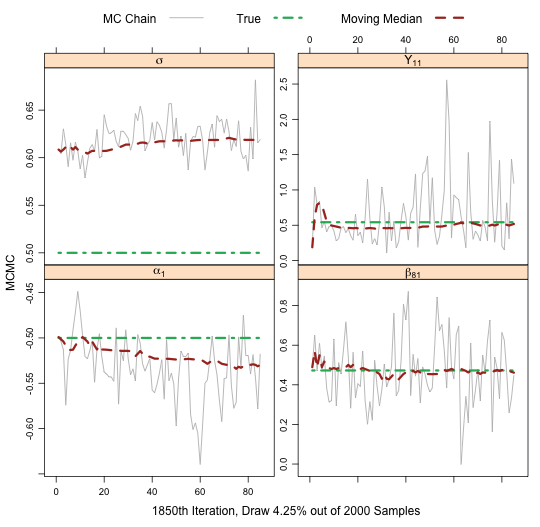 MC Chain True Moving Median
0 20 40 60 80
σ
Υ₁₁
0.50 0.55 0.60 0.65
0.0 0.5 1.0 1.5 2.0 2.5
MCMC
α₁
β₈₁
-0.60 -0.55 -0.50 -0.45
0.0 0.2 0.4 0.6 0.8
0 20 40 60 80
1850th Iteration, Draw 4.25% out of 2000 Samples